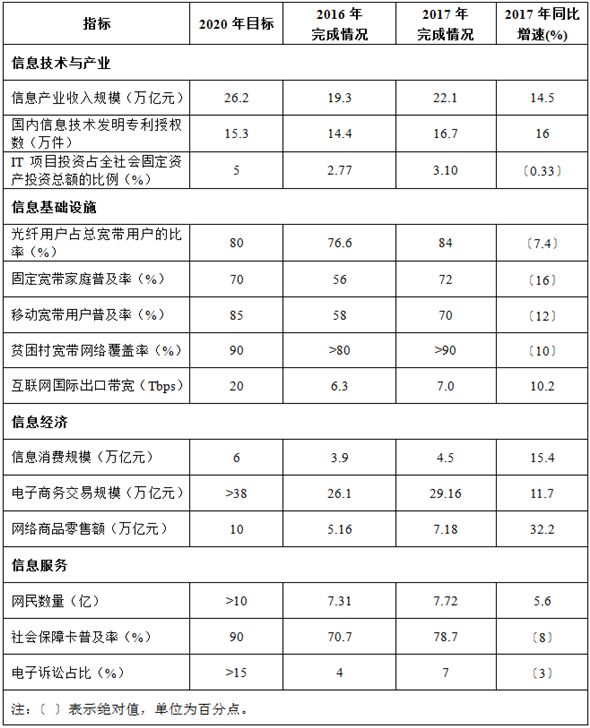 指标 2020 年目标 2016 年 完成情况 2017 年 完成情况 2017 年同比 增速(%)
信息技术与产业
信息产业收入规模（万亿元） 26.2 19.3 22.1 14.5
国内信息技术发明专利授权
数（万件） 15.3 14.4 16.7 16
IT 项目投资占全社会固定资
产投资总额的比例（%） 5 2.77 3.10 〔0.33〕
信息基础设施
光纤用户占总宽带用户的比
率（%） 80 76.6 84 〔7.4〕
固定宽带家庭普及率（%） 70 56 72 〔16〕
移动宽带用户普及率（%） 85 58 70 〔12〕
贫困村宽带网络覆盖率（%） 90 >80 >90 〔10〕
互联网国际出口带宽（Tbps） 20 6.3 7.0 10.2
信息经济
信息消费规模（万亿元） 6 3.9 4.5 15.4
电子商务交易规模（万亿元） >38 26.1 29.16 11.7
网络商品零售额（万亿元） 10 5.16 7.18 32.2
信息服务
网民数量（亿） >10 7.31 7.72 5.6
社会保障卡普及率（%） 90 70.7 78.7 〔8〕
电子诉讼占比（%） >15 4 7 〔3〕
注：〔 〕表示绝对值，单位为百分点。